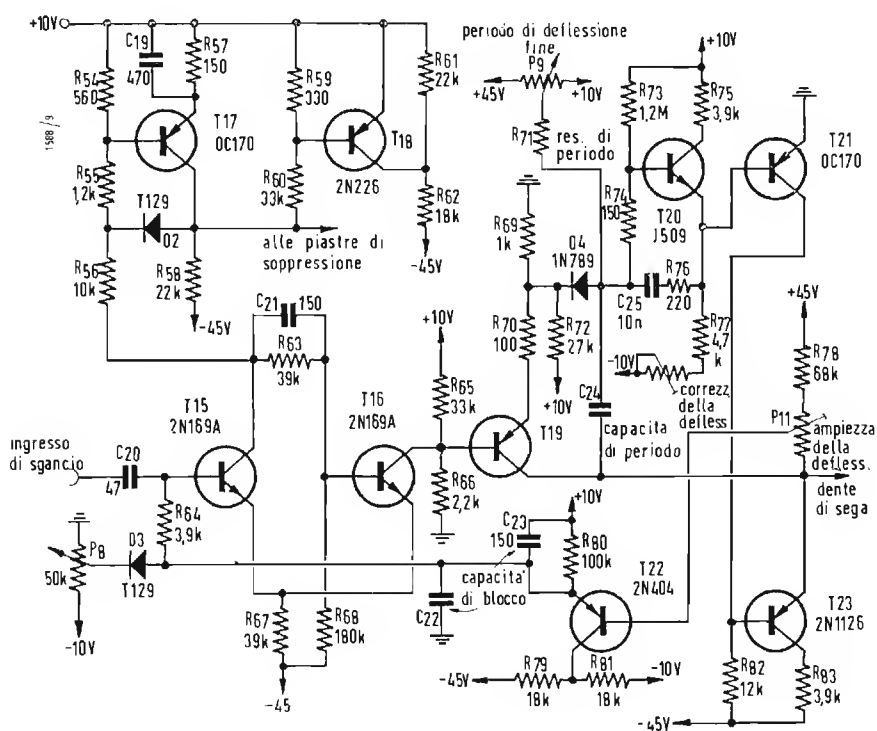 +10V
C19
470
R57
150
R54
560
T17
OC170
R55
1,2k
T129
D2
R56
10k
R58
22k
-45V
1588/9
R59
330
T18
2N226
R60
33k
R61
22k
R62
18k
-45V
alle piastre di
soppressione
periodo di deflessione
fine
P9
+45V
+10V
R71
res. di
periodo
+10V
R73
1,2M
R75
3,9k
T21
OC170
R74
150
T20
J509
R69
1k
D4
1N789
C25
10n
R76
220
R70
100
R72
27k
+10V
R77
4,7
k
-10V
correz.
della
defless
+45V
R78
68k
P11
ampiezza
della
defless.
dente
di sega
C24
capacita
di periodo
C21
150
R63
39k
T15
2N169A
T16
2N169A
+10V
R65
33k
T19
R66
2,2k
ingresso
di sgancio
C20
47
R64
3,9k
P8
50k
D3
T129
-10V
R67
39k
R68
180k
-45
C23
150
+10V
R80
100k
capacita'
di blocco
C22
T22
2N404
R79
18k
R81
18k
-45V
-10V
T23
2N1126
R82
12k
R83
3,9k
-45V